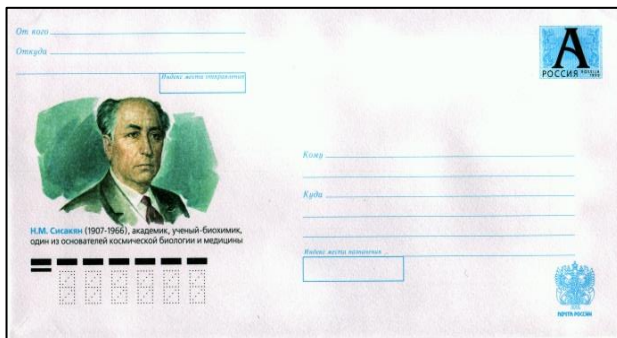 От кого
Откуда
Индекс места отправления
А
РОССИЯ ROSSIJA
Кому
Куда
Н.М. Сисакян (1907-1966), академик, ученый-биохимик,
один из основателей космической биологии и медицины
Индекс места назначения
ПОЧТА РОССИИ